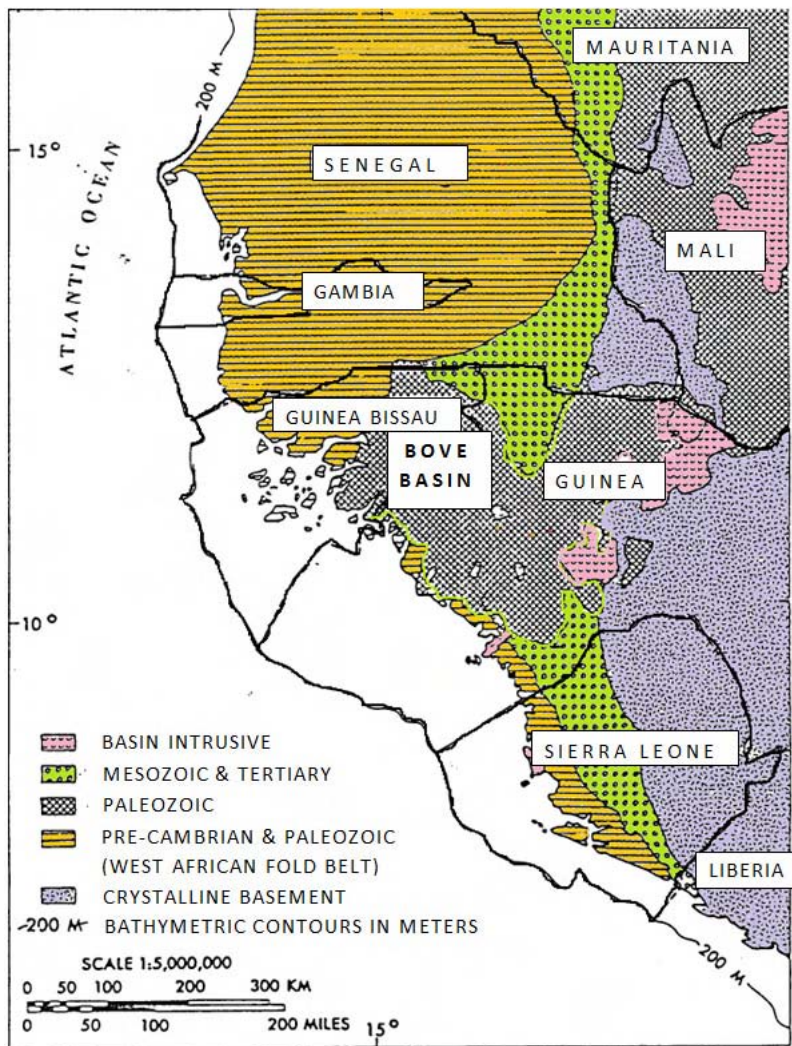 MAURITANIA
200 M
15°
SENEGAL
ATLANTIC OCEAN
MALI
GAMBIA
GUINEA BISSAU
BOVE
BASIN
GUINEA
10°
BASIN INTRUSIVE
MESOZOIC & TERTIARY
SIERRA LEONE
PALEOZOIC
PRE-CAMBRIAN & PALEOZOIC
(WEST AFRICAN FOLD BELT)
LIBERIA
CRYSTALLINE BASEMENT
200 M BATHYMETRIC CONTOURS IN METERS
200 M
SCALE 1:5,000,000
0 50 100 200 300 KM
0 50 100 200 MILES
15°